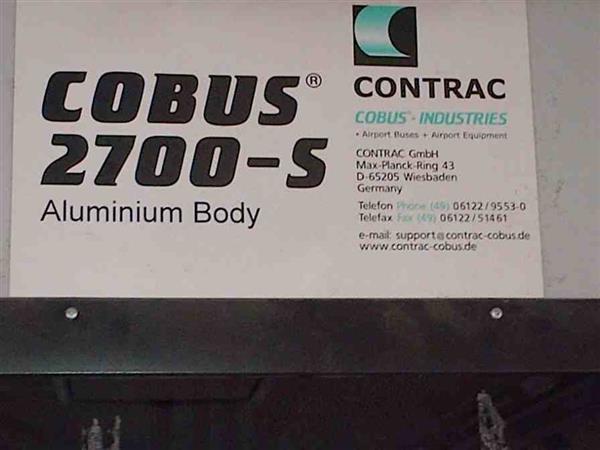 COBUS®
2700-S
Aluminium Body
CONTRAC
COBUS®-INDUSTRIES
• Airport Buses + Airport Equipment
CONTRAC GmbH
Max-Planck-Ring 43
D-65205 Wiesbaden
Germany
Telefon Phone (49) 06122/9553-0
Telefax Fax (49) 06122/51461
e-mail: support@contrac-cobus.de
www.contrac-cobus.de